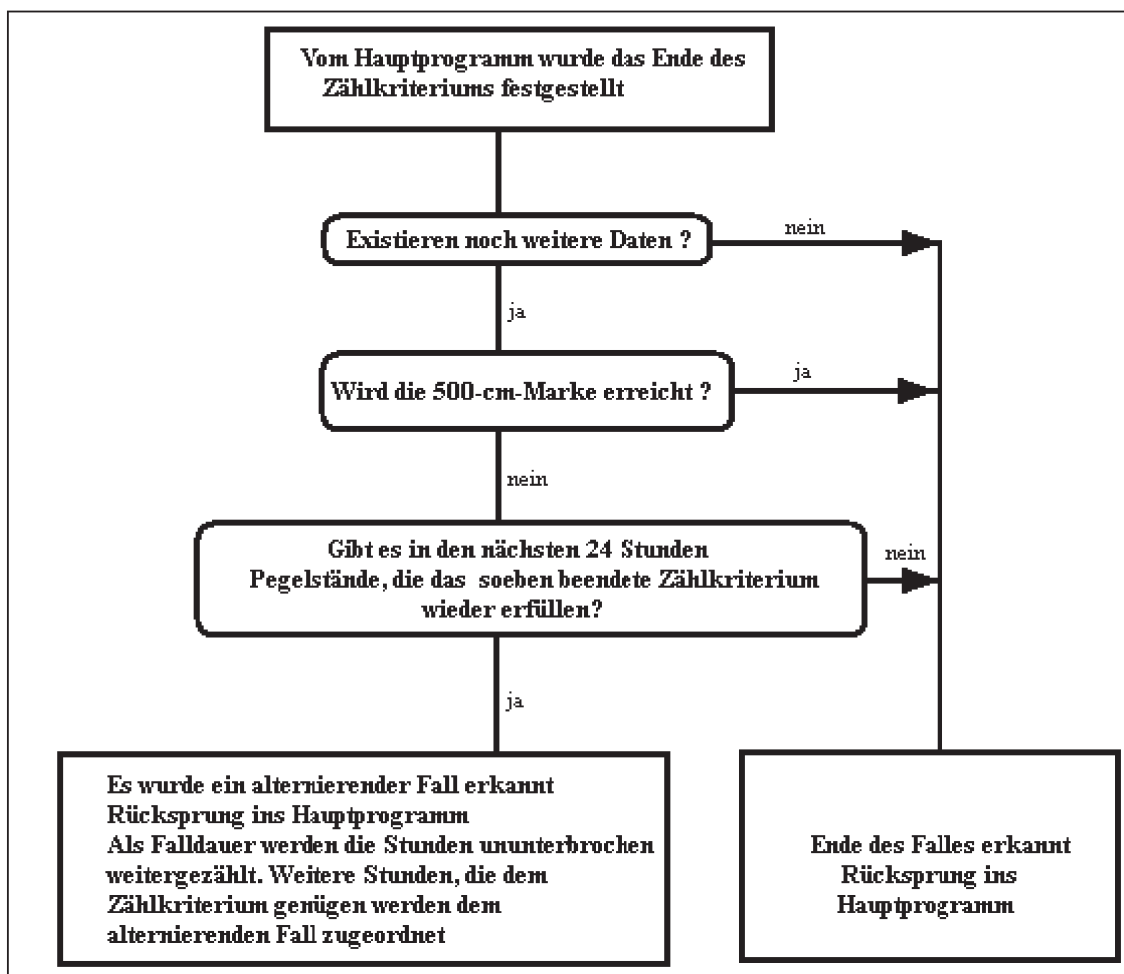 Vom Hauptprogramm wurde das Ende des
Zählkriteriums festgestellt
Existieren noch weitere Daten ?
nein
ja
Wird die 500-cm-Marke erreicht ?
ja
nein
Gibt es in den nächsten 24 Stunden
Pegelstände, die das soeben beendete Zählkriterium
wieder erfüllen?
nein
ja
Es wurde ein alternierender Fall erkannt
Rücksprung ins Hauptprogramm
Als Falldauer werden die Stunden ununterbrochen
weitergezählt. Weitere Stunden, die dem
Zählkriterium genügen werden dem
alternierenden Fall zugeordnet
Ende des Falles erkannt
Rücksprung ins
Hauptprogramm